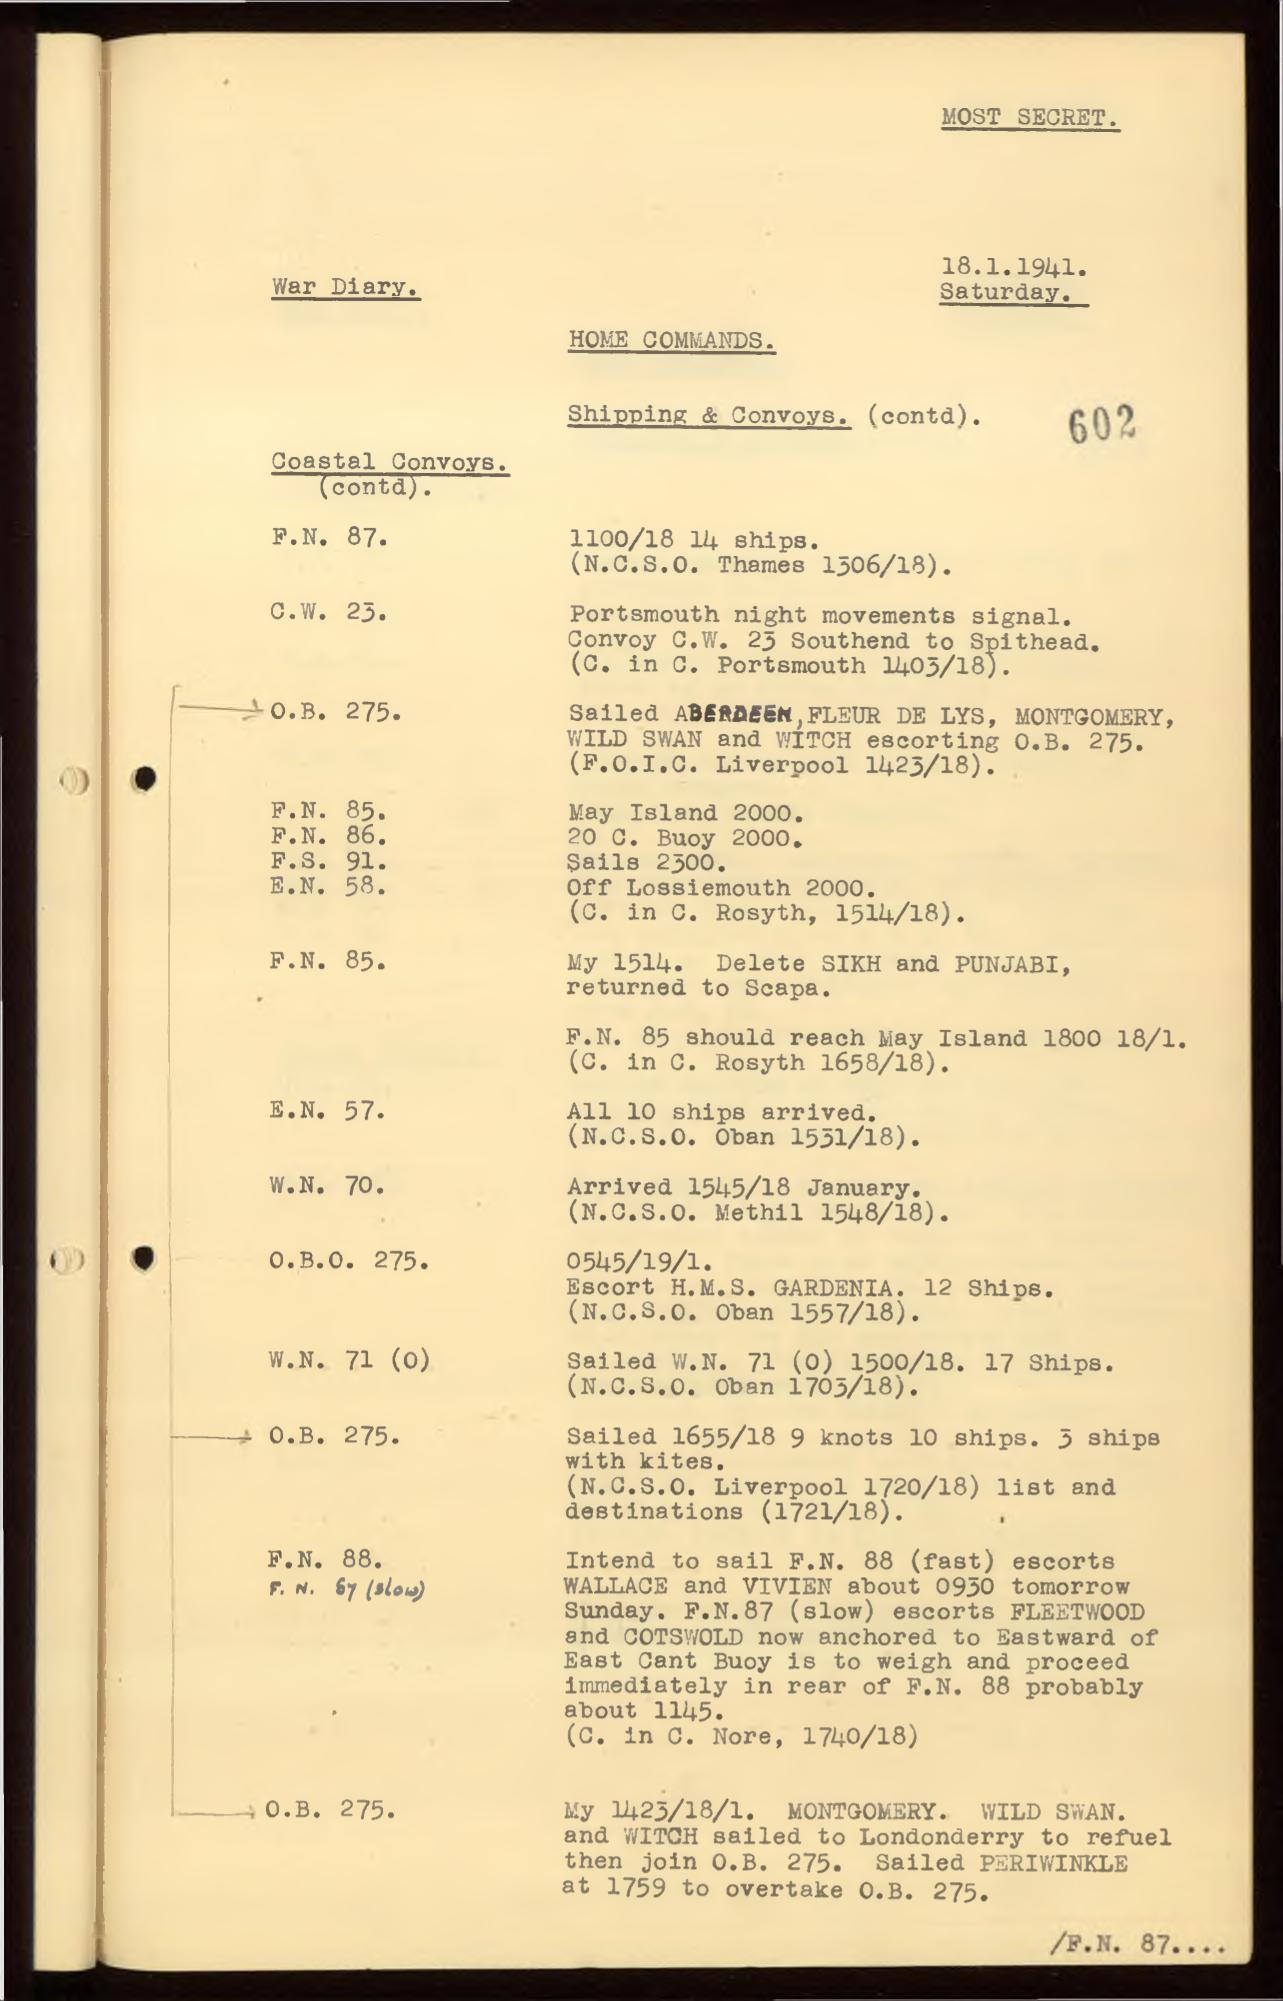 MOST SECRET.
18.1.1941.
War Diary.
Saturday.
HOME COMMANDS.
Shipping & Convoys. (contd).
602
Coastal Convoys.
(contd).
F.N. 87.
1100/18 14 ships.
(N.C.S.O. Thames 1306/18).
C.W. 23.
Portsmouth night movements signal.
Convoy C.W. 23 Southend to Spithead.
(C. in C. Portsmouth 1403/18).
O.B. 275.
Sailed ABERDEEN, FLEUR DE LYS, MONTGOMERY,
WILD SWAN and WITCH escorting O.B. 275.
(F.O.I.C. Liverpool 1423/18).
F.N. 85. May Island 2000.
F.N. 86. 20 C. Buoy 2000.
F.S. 91. Sails 2300.
E.N. 58. Off Lossiemouth 2000.
(C. in C. Rosyth, 1514/18).
F.N. 85. My 1514. Delete SIKH and PUNJABI,
returned to Scapa.
F.N. 85 should reach May Island 1800 18/1.
(C. in C. Rosyth 1658/18).
E.N. 57. All 10 ships arrived.
(N.C.S.O. Oban 1531/18).
W.N. 70. Arrived 1545/18 January.
(N.C.S.O. Methil 1548/18).
O.B.O. 275. 0545/19/1.
Escort H.M.S. GARDENIA. 12 Ships.
(N.C.S.O. Oban 1557/18).
W.N. 71 (O) Sailed W.N. 71 (O) 1500/18. 17 Ships.
(N.C.S.O. Oban 1703/18).
O.B. 275. Sailed 1655/18 9 knots 10 ships. 3 ships
with kites.
(N.C.S.O. Liverpool 1720/18) list and
destinations (1721/18).
F.N. 88. Intend to sail F.N. 88 (fast) escorts
F. N. 87 (slow) WALLACE and VIVIEN about 0930 tomorrow
Sunday. F.N.87 (slow) escorts FLEETWOOD
and COTSWOLD now anchored to Eastward of
East Cant Buoy is to weigh and proceed
immediately in rear of F.N. 88 probably
about 1145.
(C. in C. Nore, 1740/18)
O.B. 275. My 1423/18/1. MONTGOMERY. WILD SWAN.
and WITCH sailed to Londonderry to refuel
then join O.B. 275. Sailed PERIWINKLE
at 1759 to overtake O.B. 275.
/F.N. 87....